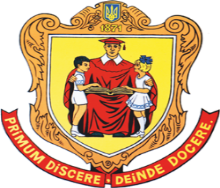 1871
PRIMUM DiSCERE • DEiNDE DOCERE.